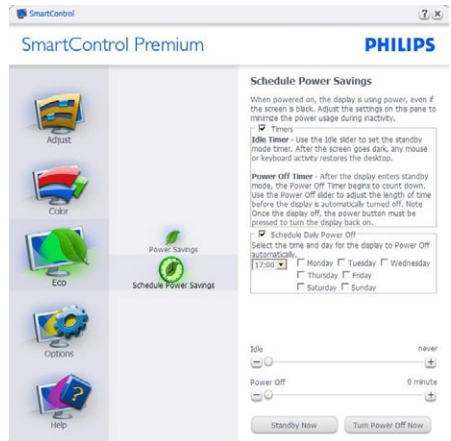 SmartControl
SmartControl Premium
PHILIPS
Adjust
Color
Eco
Options
Help
Power Savings
Schedule Power Savings
Schedule Power Savings
When powered on, the display is using power, even if
the screen is black. Adjust the settings on this pane to
minimize the power usage during inactivity.
Timers
Idle Timer - Use the Idle slider to set the standby
mode timer. After the screen goes dark, any mouse
or keyboard activity restores the desktop.
Power Off Timer - After the display enters standby
mode, the Power Off Timer begins to count down.
Use the Power Off slider to adjust the length of time
before the display is automatically turned off. Note
Once the display off, the power button must be
pressed to turn the display back on.
Schedule Daily Power Off
Select the time and day for the display to Power Off
automatically.
17:00 Monday Tuesday Wednesday
Thursday Friday
Saturday Sunday
Idle never
Power Off 0 minute
Standby Now Turn Power Off Now